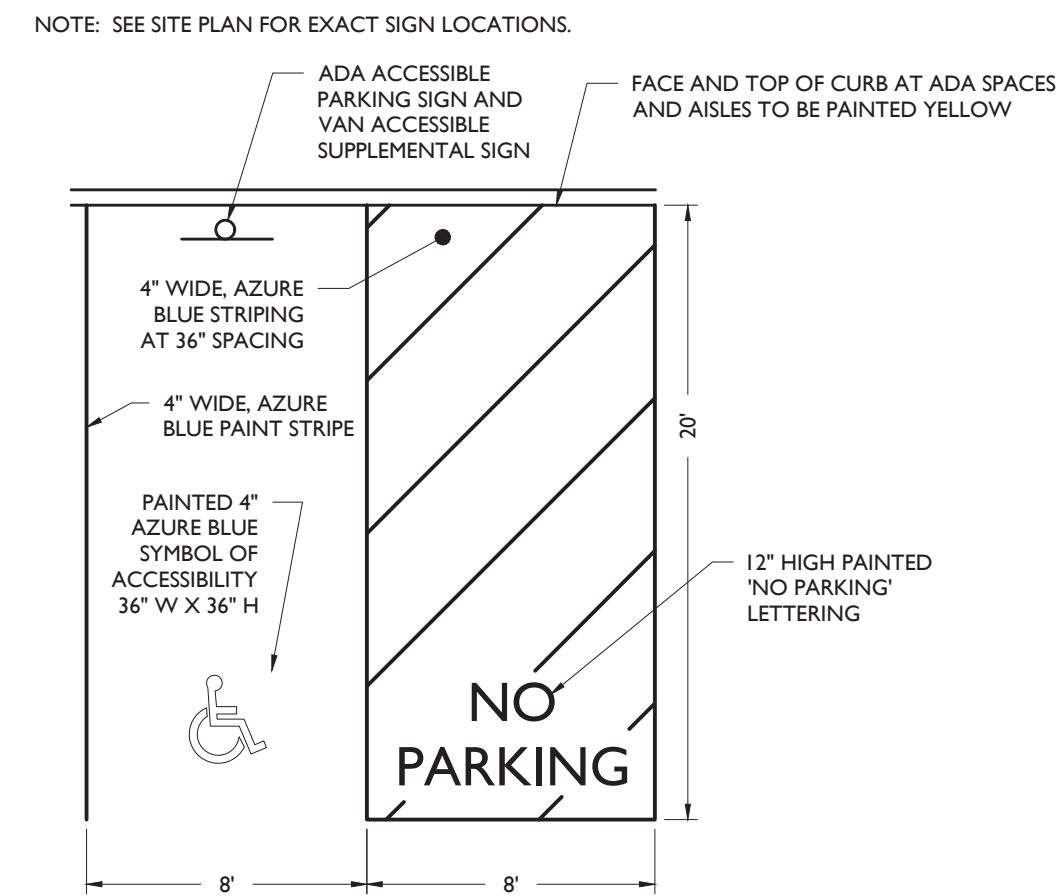 NOTE: SEE SITE PLAN FOR EXACT SIGN LOCATIONS.
ADA ACCESSIBLE
PARKING SIGN AND
VAN ACCESSIBLE
SUPPLEMENTAL SIGN
FACE AND TOP OF CURB AT ADA SPACES
AND AISLES TO BE PAINTED YELLOW
4" WIDE, AZURE
BLUE STRIPING
AT 36" SPACING
4" WIDE, AZURE
BLUE PAINT STRIPE
20'
PAINTED 4"
AZURE BLUE
SYMBOL OF
ACCESSIBILITY
36" W X 36" H
12" HIGH PAINTED
'NO PARKING'
LETTERING
NO
PARKING
8'
8'